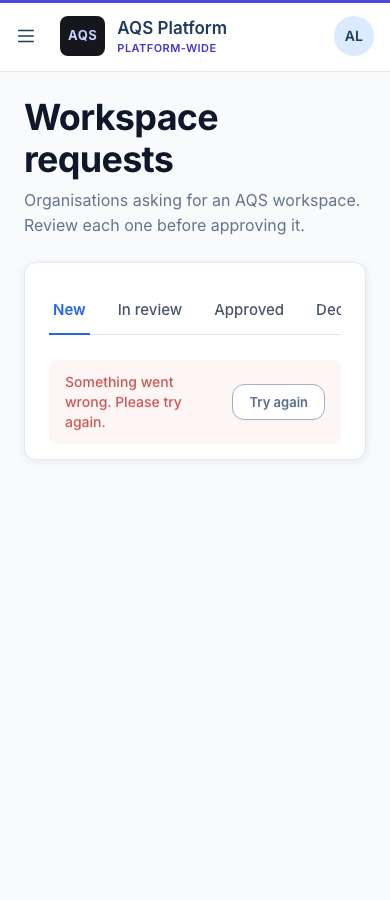 AQS
AQS Platform
PLATFORM-WIDE
AL
Workspace
requests
Organisations asking for an AQS workspace.
Review each one before approving it.
New In review Approved Dec
Something went
wrong. Please try
again.
Try again